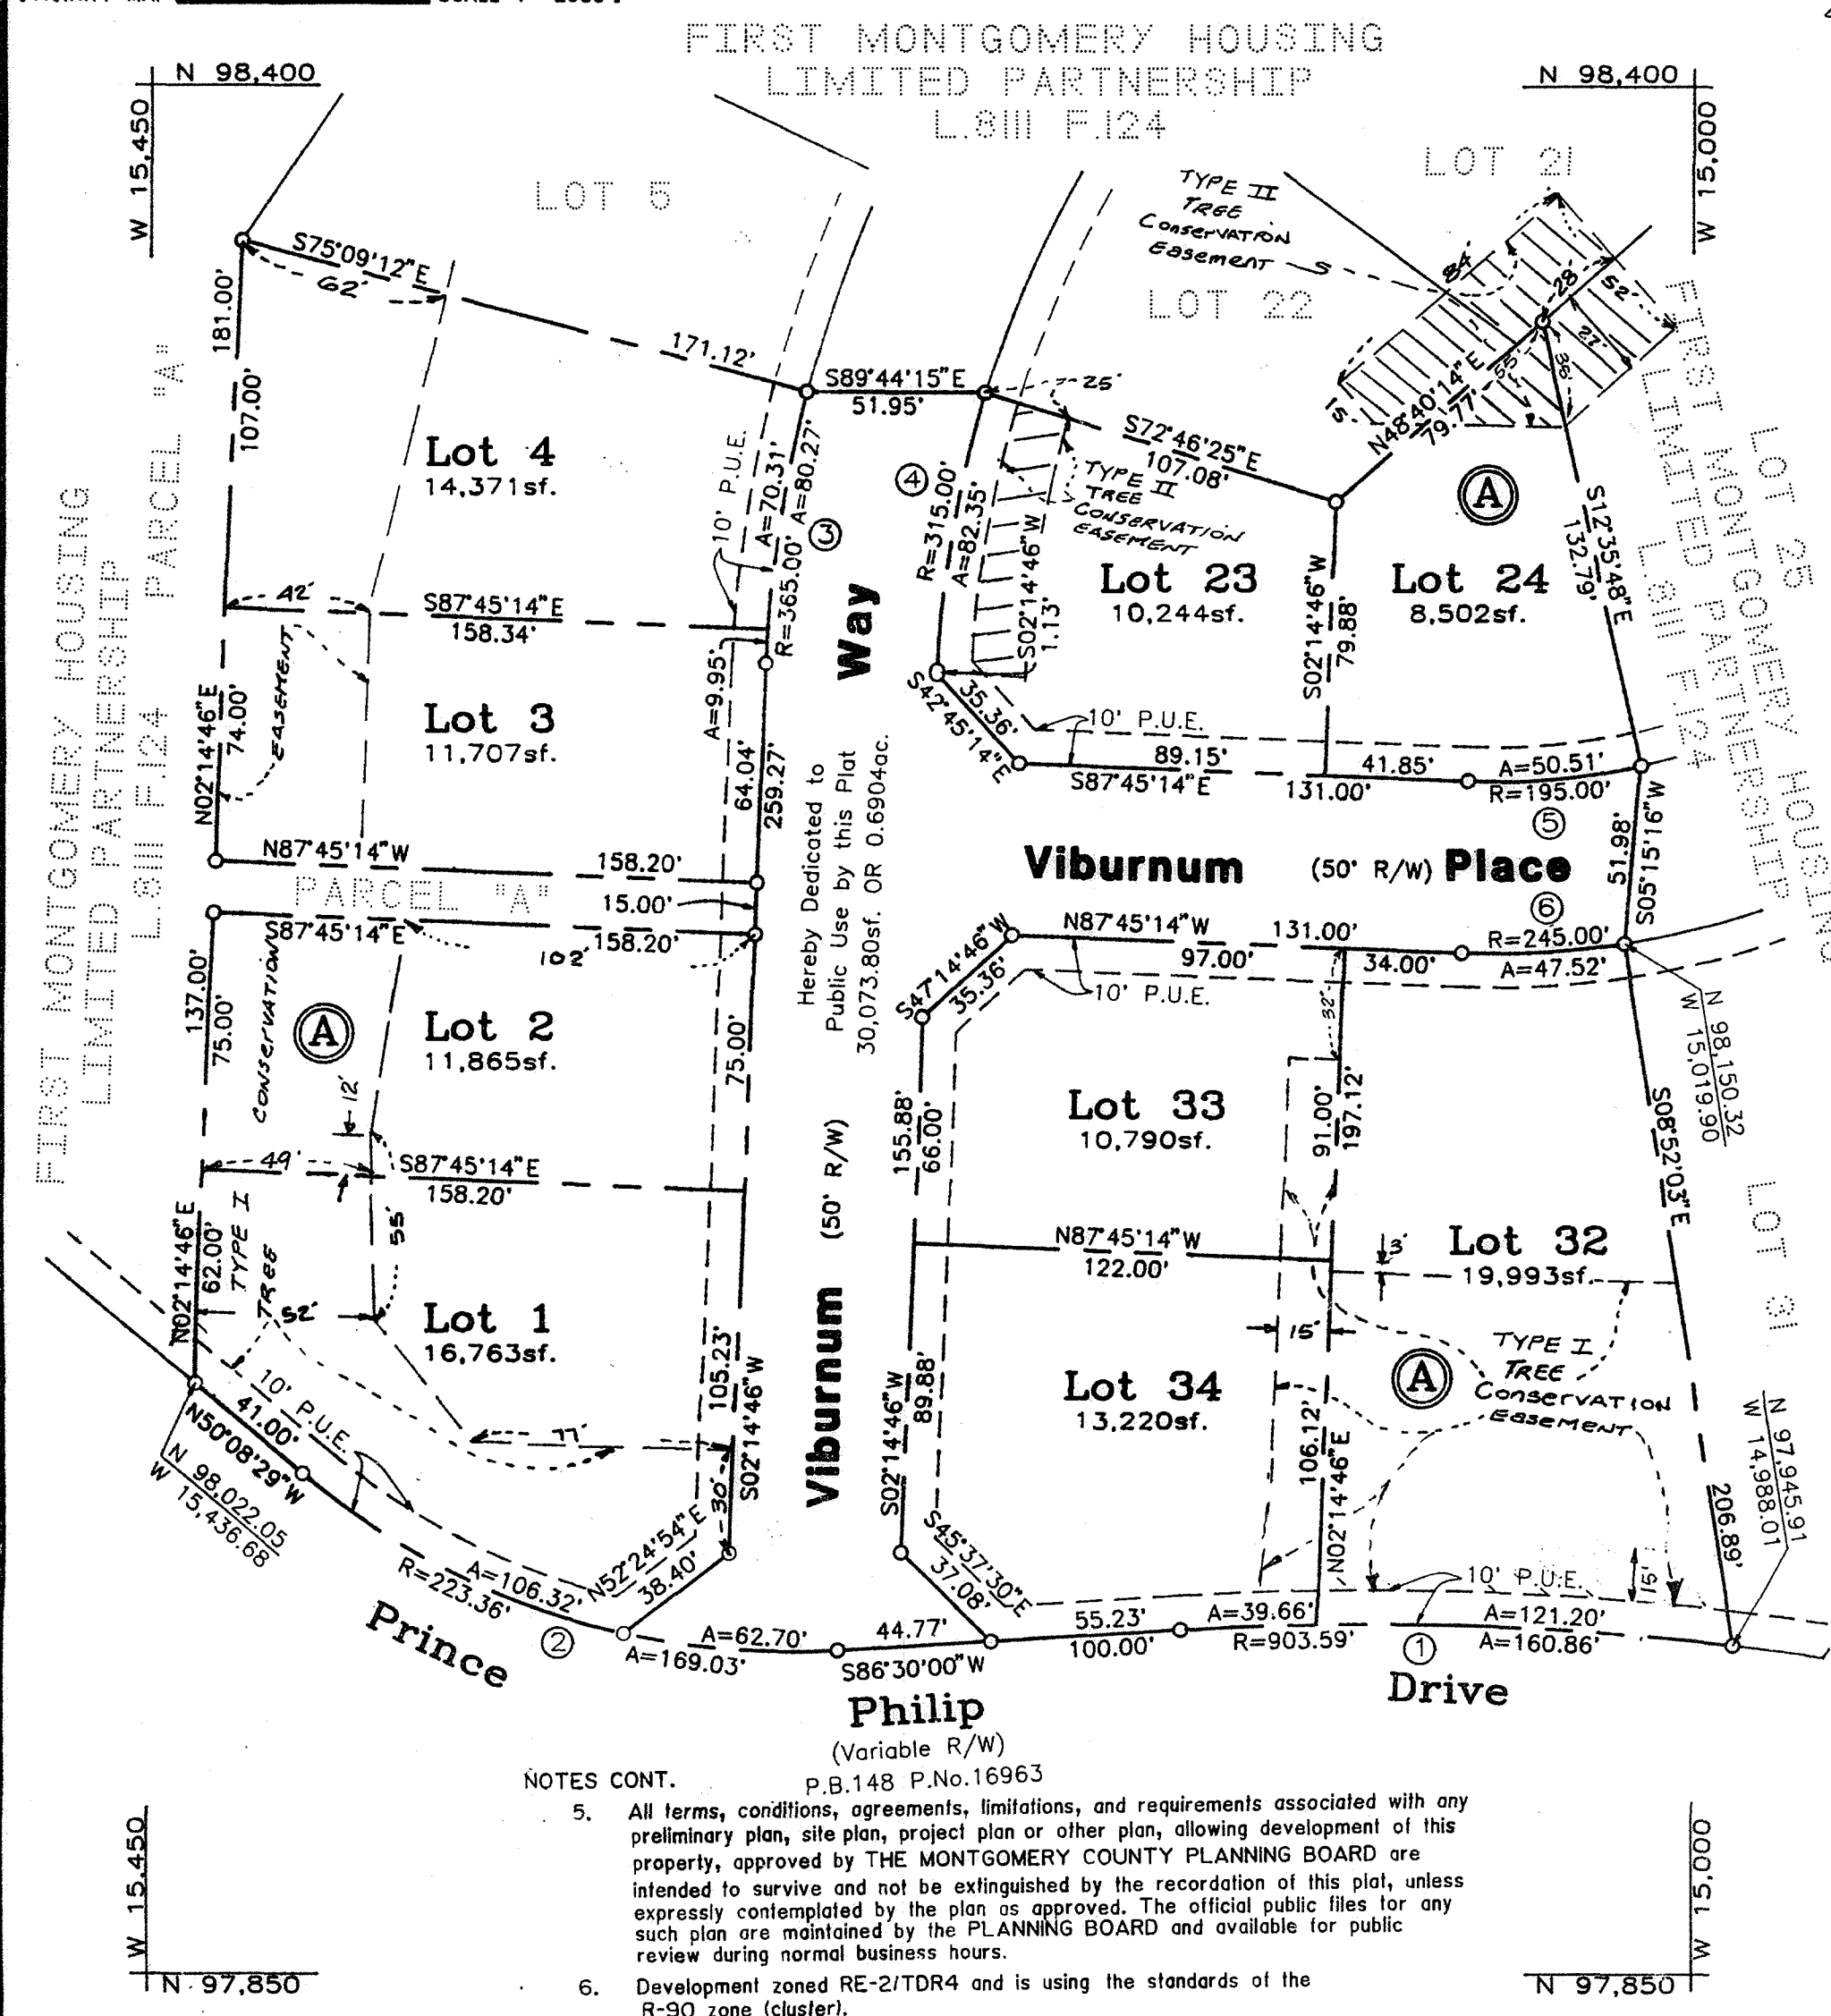 FIRST MONTGOMERY HOUSING
LIMITED PARTNERSHIP
L.8111 F.124
N 98,400
W 15,450
N 98,400
W 15,000
LOT 5
LOT 21
LOT 22
TYPE II
TREE
Conservation
Easement
S75°09'12"E
62'
171.12'
181.00'
107.00'
S89°44'15"E
51.95'
25'
84'
28'
52'
27'
36'
55'
15'
N48°40'14"E
79.77'
S72°46'25"E
107.08'
TYPE II
TREE
CONSERVATION
EASEMENT
Lot 4
14,371sf.
10' P.U.E.
A=70.31'
A=80.27'
R=365.00'
3
4
R=315.00'
A=82.35'
S02°14'46"W
1.13'
Lot 23
10,244sf.
S02°14'46"W
79.88'
A
Lot 24
8,502sf.
S12°35'48"E
132.79'
LOT 25
FIRST MONTGOMERY HOUSING
LIMITED PARTNERSHIP
L.8111 F.124
FIRST MONTGOMERY HOUSING
LIMITED PARTNERSHIP
L.8111 F.124
PARCEL "A"
42'
S87°45'14"E
158.34'
EASEMENT
A=9.95'
Way
Lot 3
11,707sf.
N02°14'46"E
74.00'
64.04'
259.27'
S42°45'14"E
35.36'
10' P.U.E.
89.15'
S87°45'14"E
131.00'
41.85'
A=50.51'
R=195.00'
5
S05°15'16"W
51.98'
Hereby Dedicated to
Public Use by this Plat
30,073.80sf. OR 0.6904ac.
Viburnum (50' R/W) Place
N87°45'14"W
158.20'
PARCEL "A"
15.00'
S87°45'14"E
158.20'
102'
6
N87°45'14"W
131.00'
97.00'
34.00'
R=245.00'
A=47.52'
S47°14'46"W
35.36'
10' P.U.E.
32'
N 98,150.32
W 15,019.90
137.00'
75.00'
CONSERVATION
A
Lot 2
11,865sf.
12'
75.00'
155.88'
66.00'
Lot 33
10,790sf.
91.00'
197.12'
S08°52'03"E
49'
S87°45'14"E
158.20'
N02°14'46"E
62.00'
TYPE I
TREE
52'
55'
Lot 1
16,763sf.
105.23'
S02°14'46"W
77'
30'
Viburnum (50' R/W)
N87°45'14"W
122.00'
3'
Lot 32
19,993sf.
LOT 31
15'
TYPE I
TREE
Conservation
Easement
A
Lot 34
13,220sf.
S02°14'46"W
89.88'
106.12'
N02°14'46"E
206.89'
N 97,945.91
W 14,988.01
10' P.U.E.
41.00'
N50°08'29"W
N 98,022.05
W 15,436.68
A=106.32'
R=223.36'
N52°24'54"E
38.40'
S45°37'30"E
37.08'
10' P.U.E.
15'
2
A=62.70'
A=169.03'
44.77'
S86°30'00"W
55.23'
100.00'
A=39.66'
R=903.59'
1
A=121.20'
A=160.86'
Prince
Philip
Drive
(Variable R/W)
P.B.148 P.No.16963
NOTES CONT.
5. All terms, conditions, agreements, limitations, and requirements associated with any
preliminary plan, site plan, project plan or other plan, allowing development of this
property, approved by THE MONTGOMERY COUNTY PLANNING BOARD are
intended to survive and not be extinguished by the recordation of this plat, unless
expressly contemplated by the plan as approved. The official public files for any
such plan are maintained by the PLANNING BOARD and available for public
review during normal business hours.
6. Development zoned RE-2/TDR4 and is using the standards of the
R-90 zone (cluster).
W 15,450
N 97,850
W 15,000
N 97,850